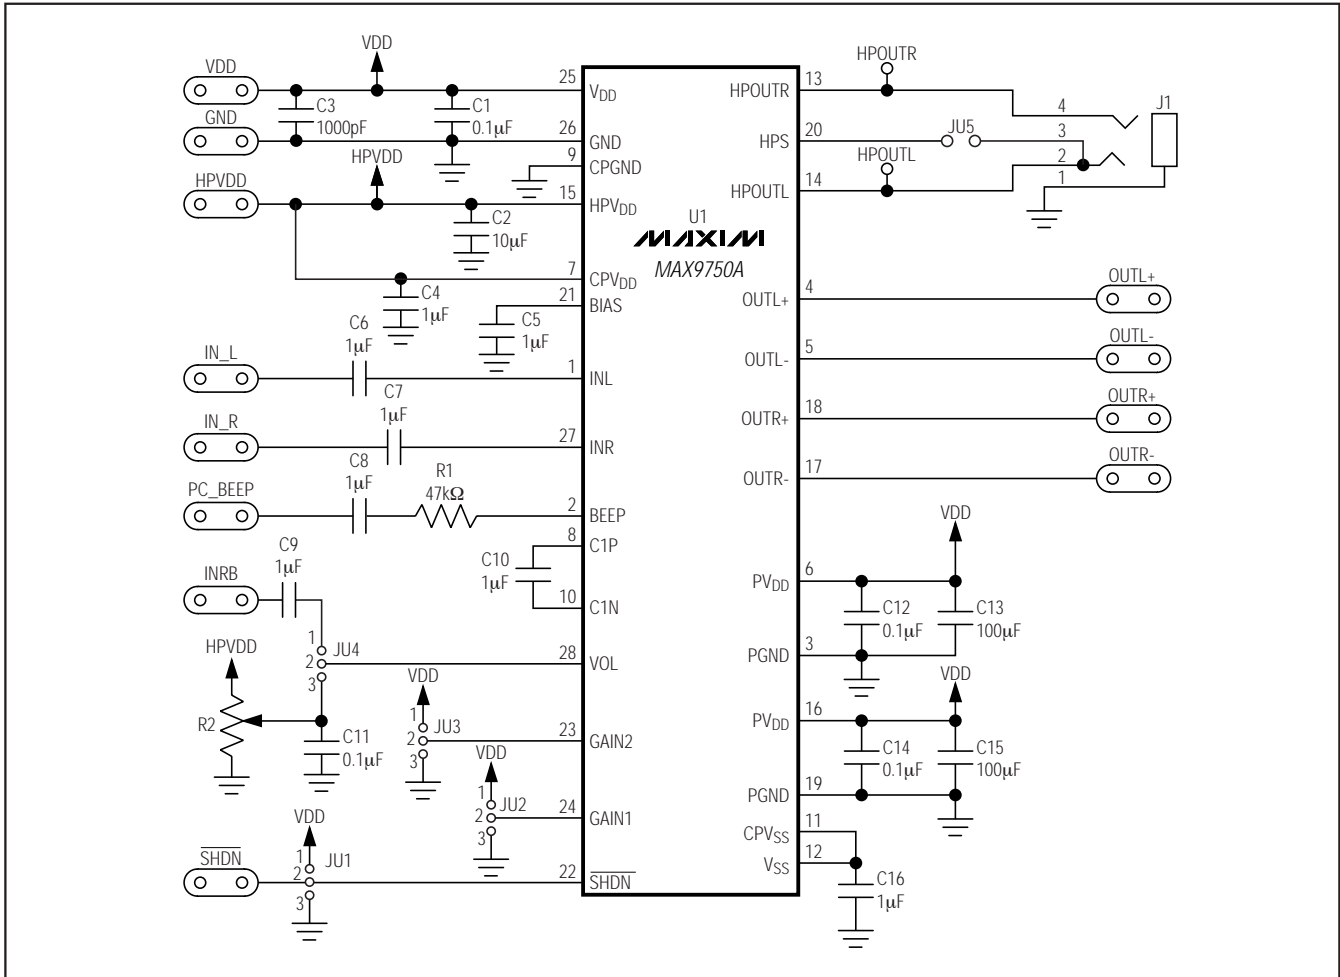 VDD
VDD
C3
1000pF
C1
0.1μF
GND
HPVDD
HPVDD
C2
10μF
C4
1μF
C5
1μF
IN_L
C6
1μF
IN_R
C7
1μF
PC_BEEP
C8
1μF
R1
47kΩ
C10
1μF
INRB
C9
1μF
HPVDD
R2
1
2
3
JU4
C11
0.1μF
VDD
1
2
3
JU3
VDD
1
2
3
JU2
VDD
1
2
3
JU1
SHDN
25
VDD
26
GND
9
CPGND
15
HPVDD
7
CPVDD
21
BIAS
1
INL
27
INR
2
BEEP
8
C1P
10
C1N
28
VOL
23
GAIN2
24
GAIN1
22
SHDN
U1
MAXIM
MAX9750A
HPOUTR
13
HPS
20
HPOUTL
14
OUTL+
4
OUTL-
5
OUTR+
18
OUTR-
17
PVDD
6
PGND
3
PVDD
16
PGND
19
CPVSS
11
VSS
12
HPOUTR
JU5
HPOUTL
4
3
2
1
J1
OUTL+
OUTL-
OUTR+
OUTR-
VDD
C12
0.1μF
C13
100μF
VDD
C14
0.1μF
C15
100μF
C16
1μF